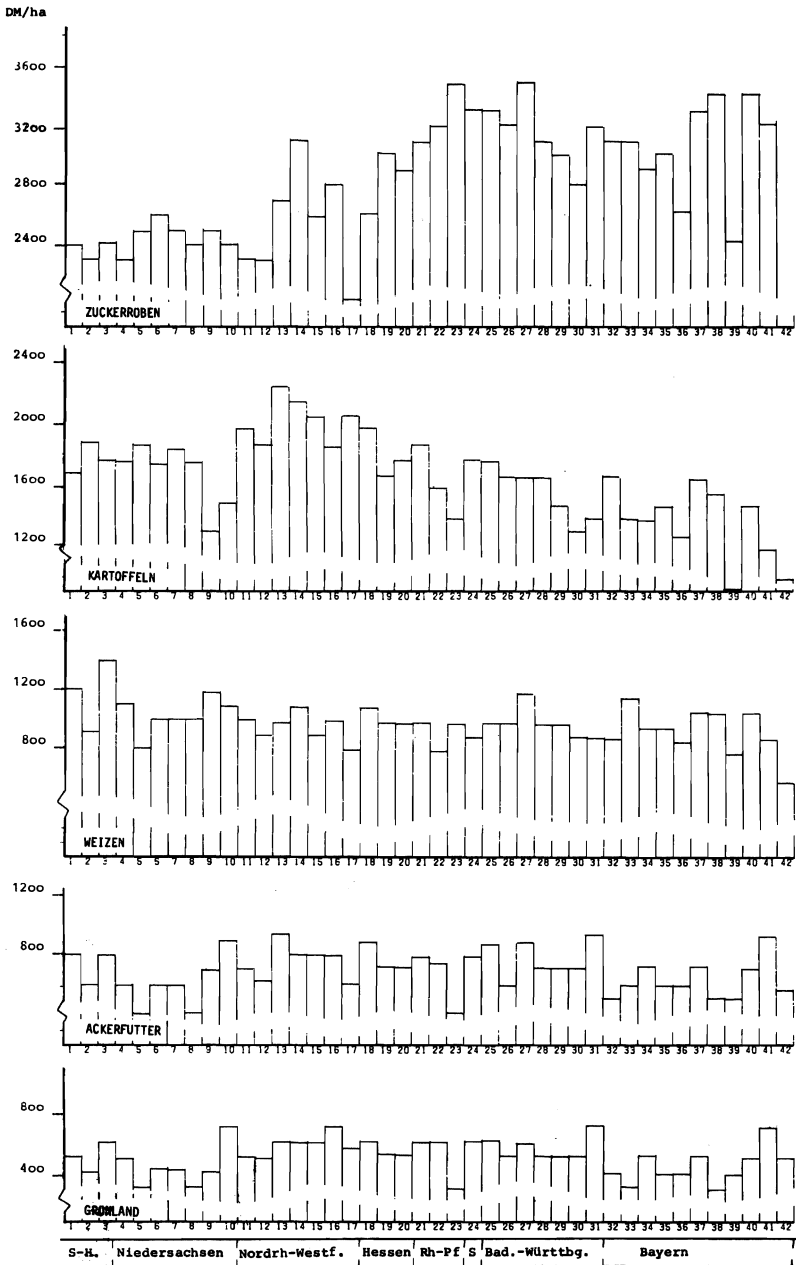 DM/ha
3600
3200
2800
2400
ZUCKERROBEN
1 2 3 4 5 6 7 8 9 10 11 12 13 14 15 16 17 18 19 20 21 22 23 24 25 26 27 28 29 30 31 32 33 34 35 36 37 38 39 40 41 42
2400
2000
1600
1200
KARTOFFELN
1 2 3 4 5 6 7 8 9 10 11 12 13 14 15 16 17 18 19 20 21 22 23 24 25 26 27 28 29 30 31 32 33 34 35 36 37 38 39 40 41 42
1600
1200
800
WEIZEN
1 2 3 4 5 6 7 8 9 10 11 12 13 14 15 16 17 18 19 20 21 22 23 24 25 26 27 28 29 30 31 32 33 34 35 36 37 38 39 40 41 42
1200
800
ACKERFUTTER
1 2 3 4 5 6 7 8 9 10 11 12 13 14 15 16 17 18 19 20 21 22 23 24 25 26 27 28 29 30 31 32 33 34 35 36 37 38 39 40 41 42
800
400
GRONLAND
1 2 3 4 5 6 7 8 9 10 11 12 13 14 15 16 17 18 19 20 21 22 23 24 25 26 27 28 29 30 31 32 33 34 35 36 37 38 39 40 41 42
S-H. Niedersachsen Nordrh-Westf. Hessen Rh-Pf S Bad.-Württbg. Bayern